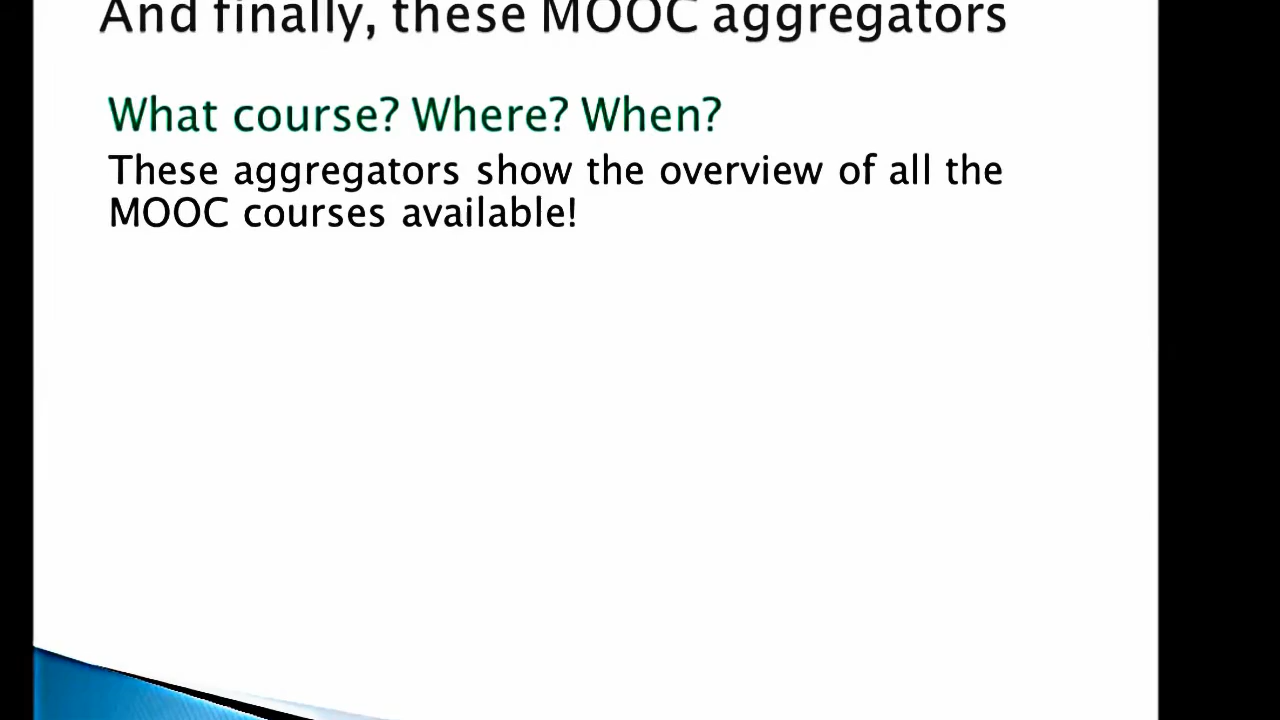 And finally, these MOOC aggregators
What course? Where? When?
These aggregators show the overview of all the
MOOC courses available!